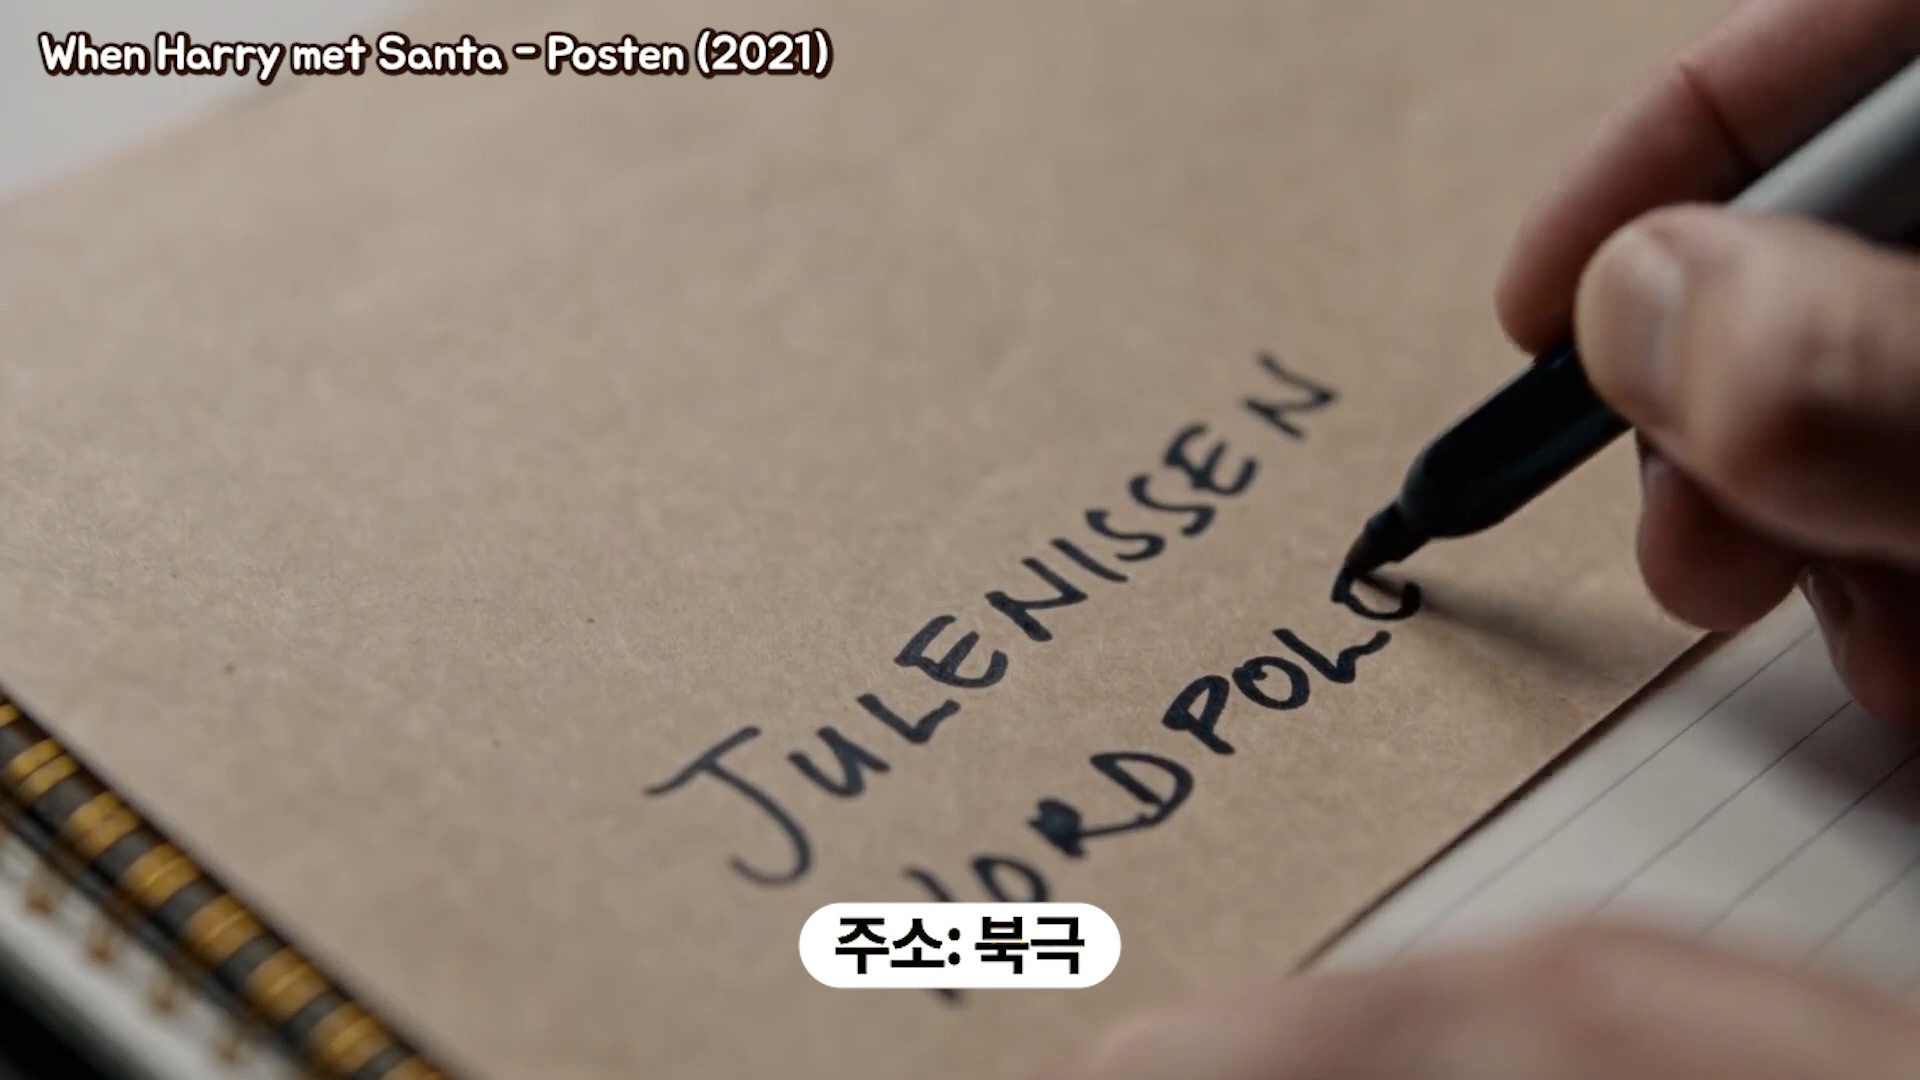 When Harry met Santa - Posten (2021)
JULENISSEN
NORDPOLO
주소: 북극